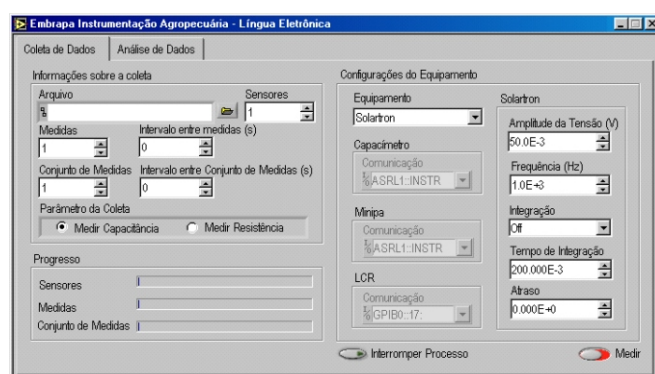 Embrapa Instrumentação Agropecuária - Língua Eletrônica
Coleta de Dados
Análise de Dados
Informações sobre a coleta
Arquivo
Sensores
1
Medidas
Intervalo entre medidas (s)
1
0
Conjunto de Medidas
Intervalo entre Conjunto de Medidas (s)
1
0
Parâmetro da Coleta
Medir Capacitância
Medir Resistência
Progresso
Sensores
Medidas
Conjunto de Medidas
Configurações do Equipamento
Equipamento
Solartron
Capacímetro
Comunicação
ASRL1::INSTR
Minipa
Comunicação
ASRL1::INSTR
LCR
Comunicação
GPIB0::17:
Solartron
Amplitude da Tensão (V)
50.0E-3
Frequência (Hz)
1.0E+3
Integração
Off
Tempo de Integração
200.000E-3
Atraso
0.000E+0
Interromper Processo
Medir